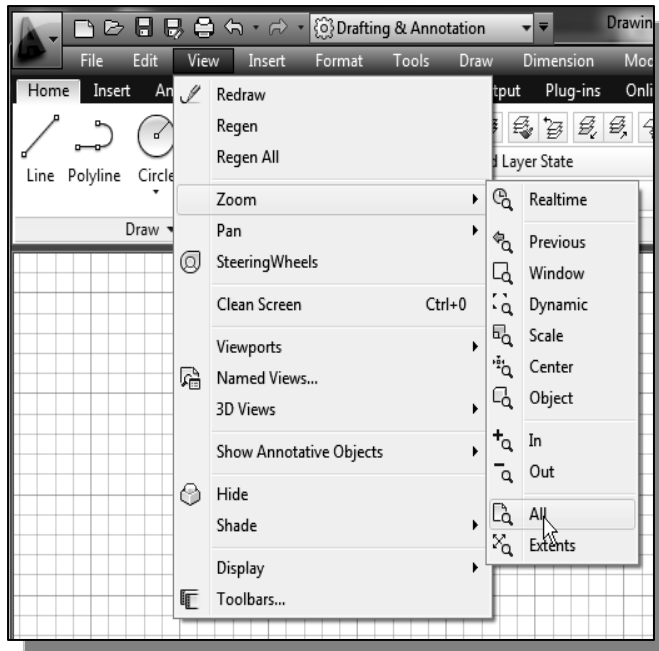 Drafting & Annotation
Drawin
File Edit View Insert Format Tools Draw Dimension Mod
Home Insert An tput Plug-ins Onli
Line Polyline Circle
Draw
d Layer State
Redraw
Regen
Regen All
Zoom
Pan
SteeringWheels
Clean Screen Ctrl+0
Viewports
Named Views...
3D Views
Show Annotative Objects
Hide
Shade
Display
Toolbars...
Realtime
Previous
Window
Dynamic
Scale
Center
Object
In
Out
All
Extents